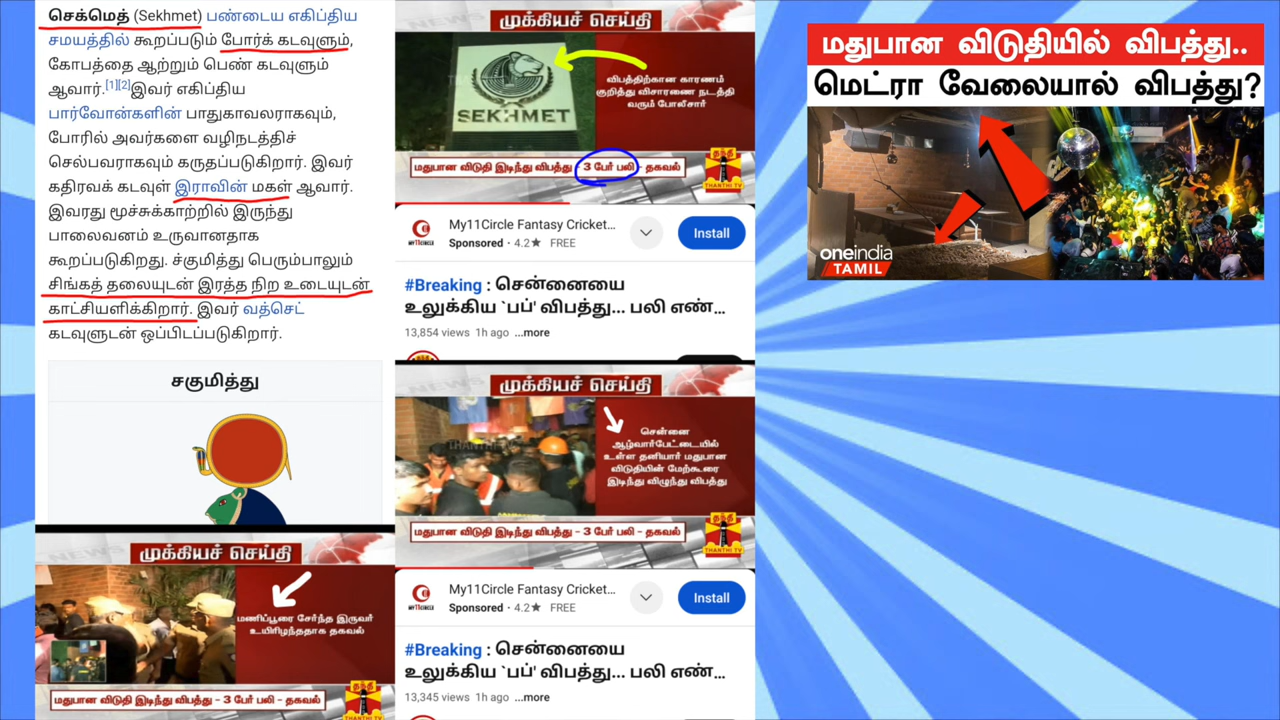 செக்மெத் (Sekhmet) பண்டைய எகிப்திய
சமயத்தில் கூறப்படும் போர்க் கடவுளும்,
கோபத்தை ஆற்றும் பெண் கடவுளும்
ஆவார்.[1][2]இவர் எகிப்திய
பார்வோன்களின் பாதுகாவலராகவும்,
போரில் அவர்களை வழிநடத்திச்
செல்பவராகவும் கருதப்படுகிறார். இவர்
கதிரவக் கடவுள் இராவின் மகள் ஆவார்.
இவரது மூச்சுக்காற்றில் இருந்து
பாலைவனம் உருவானதாக
கூறப்படுகிறது. ச்குமித்து பெரும்பாலும்
சிங்கத் தலையுடன் இரத்த நிற உடையுடன்
காட்சியளிக்கிறார். இவர் வத்செட்
கடவுளுடன் ஒப்பிடப்படுகிறார்.
சகுமித்து
முக்கியச் செய்தி
மணிப்பூரை சேர்ந்த இருவர்
உயிரிழந்ததாக தகவல்
மதுபான விடுதி இடிந்து விபத்து - 3 பேர் பலி - தகவல்
தந்தி
THANTHI TV
முக்கியச் செய்தி
SEKHMET
விபத்திற்கான காரணம்
குறித்து விசாரணை நடத்தி
வரும் போலீசார்
மதுபான விடுதி இடிந்து விபத்து - 3 பேர் பலி - தகவல்
தந்தி
THANTHI TV
MY11CIRCLE
My11Circle Fantasy Cricket...
Sponsored · 4.2★ FREE
Install
#Breaking : சென்னையை
உலுக்கிய 'பப்' விபத்து... பலி எண்...
13,854 views 1h ago ...more
முக்கியச் செய்தி
சென்னை
ஆழ்வார்பேட்டையில்
உள்ள தனியார் மதுபான
விடுதியின் மேற்கூரை
இடிந்து விழுந்து விபத்து
மதுபான விடுதி இடிந்து விபத்து - 3 பேர் பலி - தகவல்
தந்தி
THANTHI TV
MY11CIRCLE
My11Circle Fantasy Cricket...
Sponsored · 4.2★ FREE
Install
#Breaking : சென்னையை
உலுக்கிய 'பப்' விபத்து... பலி எண்...
13,345 views 1h ago ...more
மதுபான விடுதியில் விபத்து..
மெட்ரா வேலையால் விபத்து?
oneindia
TAMIL